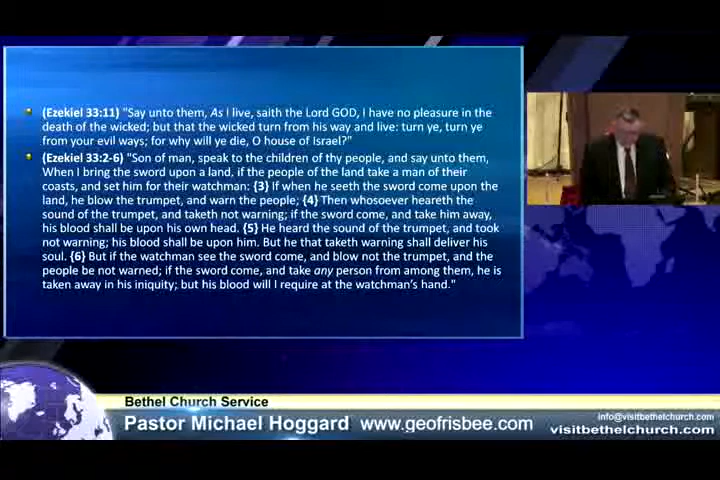 (Ezekiel 33:11) "Say unto them, As I live, saith the Lord GOD, I have no pleasure in the
death of the wicked; but that the wicked turn from his way and live: turn ye, turn ye
from your evil ways; for why will ye die, O house of Israel?"
(Ezekiel 33:2-6) "Son of man, speak to the children of thy people, and say unto them,
When I bring the sword upon a land, if the people of the land take a man of their
coasts, and set him for their watchman: {3} If when he seeth the sword come upon the
land, he blow the trumpet, and warn the people; {4} Then whosoever heareth the
sound of the trumpet, and taketh not warning; if the sword come, and take him away,
his blood shall be upon his own head. {5} He heard the sound of the trumpet, and took
not warning; his blood shall be upon him. But he that taketh warning shall deliver his
soul. {6} But if the watchman see the sword come, and blow not the trumpet, and the
people be not warned; if the sword come, and take any person from among them, he is
taken away in his iniquity; but his blood will I require at the watchman's hand."
Bethel Church Service
Pastor Michael Hoggard www.geofrisbee.com
info@visitbethelchurch.com
visitbethelchurch.com